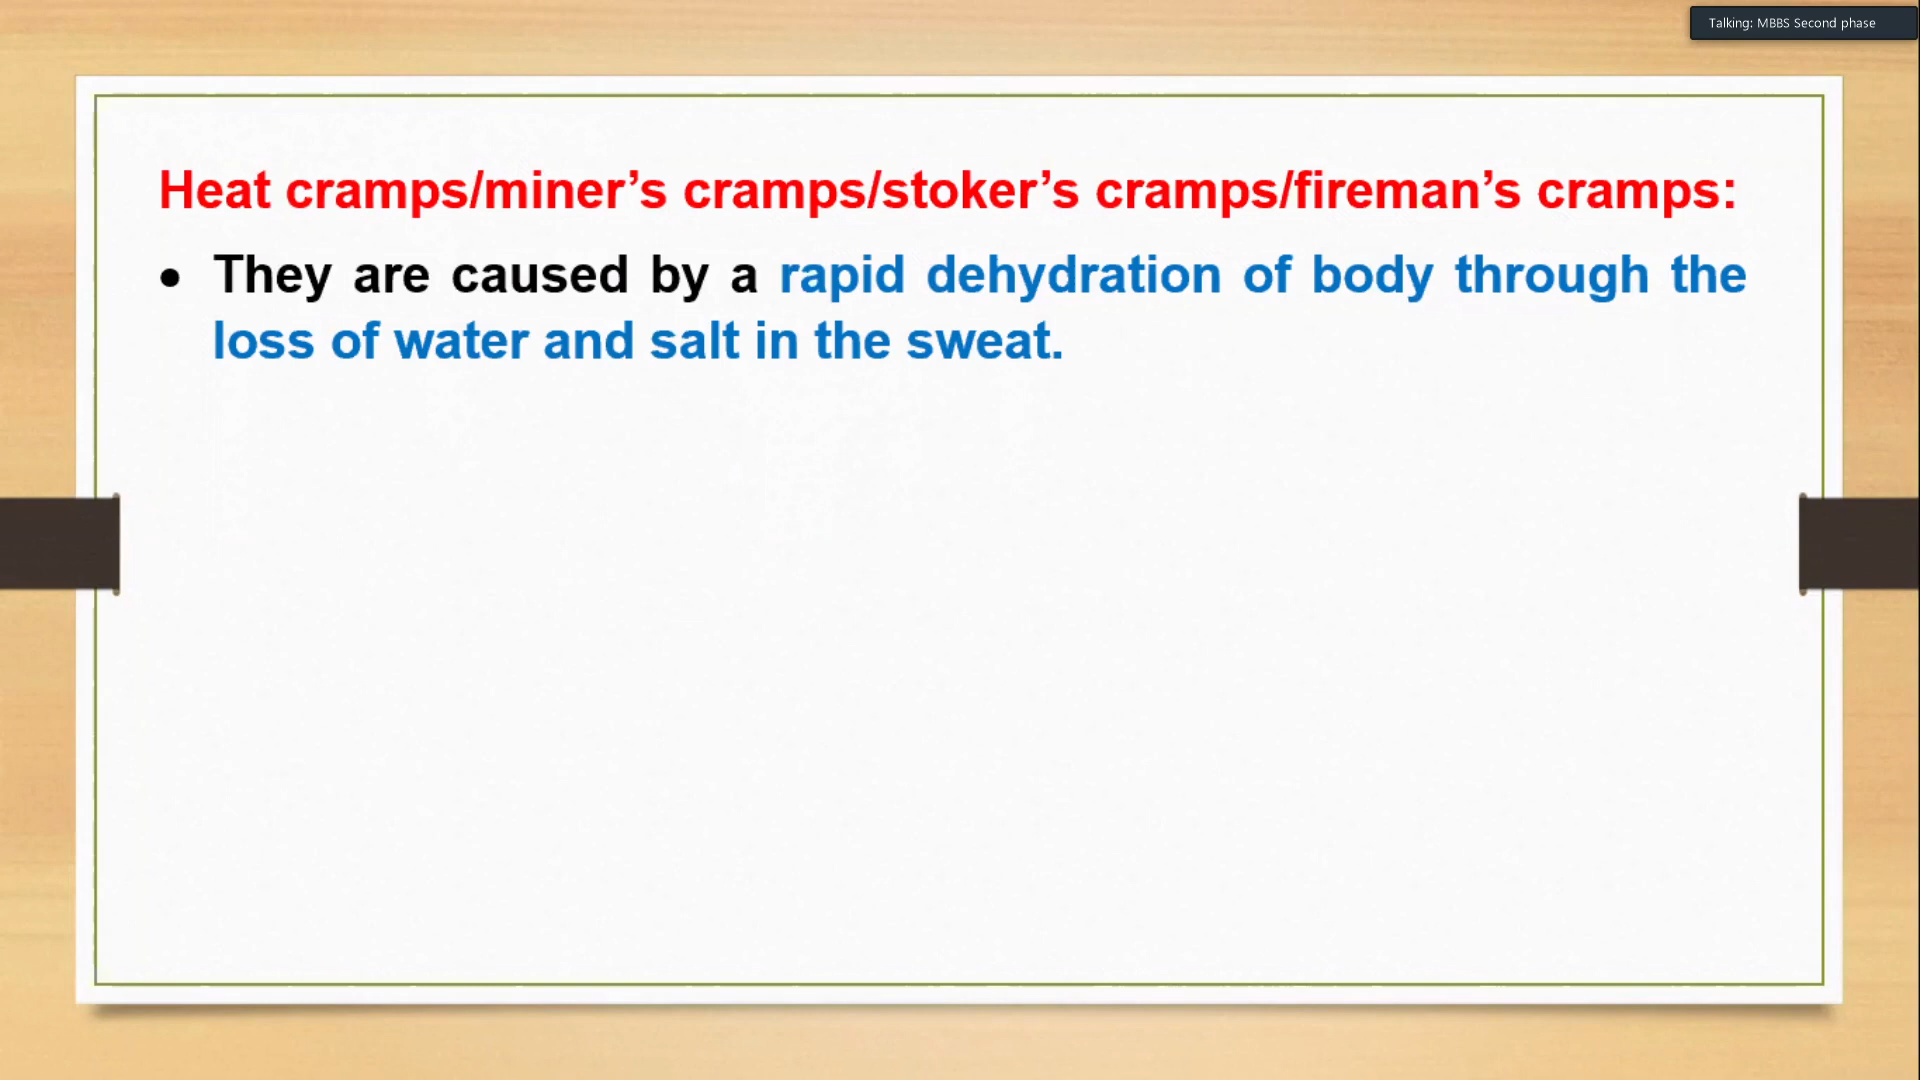 Talking: MBBS Second phase
Heat cramps/miner’s cramps/stoker’s cramps/fireman’s cramps:
• They are caused by a rapid dehydration of body through the
loss of water and salt in the sweat.